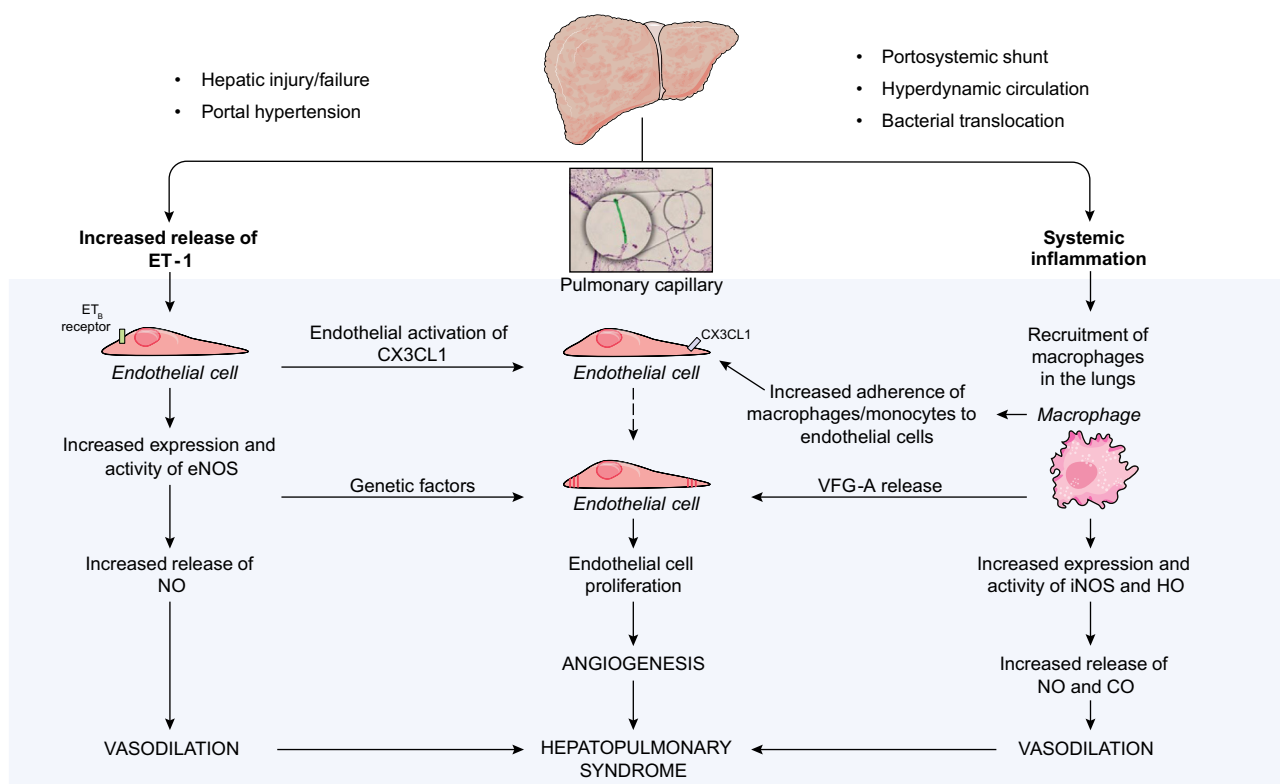 • Hepatic injury/failure
• Portal hypertension
• Portosystemic shunt
• Hyperdynamic circulation
• Bacterial translocation
Increased release of
ET-1
Pulmonary capillary
Systemic
inflammation
ETB
receptor
Endothelial cell
Endothelial activation of
CX3CL1
CX3CL1
Endothelial cell
Recruitment of
macrophages
in the lungs
Increased adherence of
macrophages/monocytes to
endothelial cells
Macrophage
Increased expression and
activity of eNOS
Genetic factors
Endothelial cell
VFG-A release
Increased release of
NO
Endothelial cell
proliferation
Increased expression and
activity of iNOS and HO
ANGIOGENESIS
Increased release of
NO and CO
VASODILATION
HEPATOPULMONARY
SYNDROME
VASODILATION